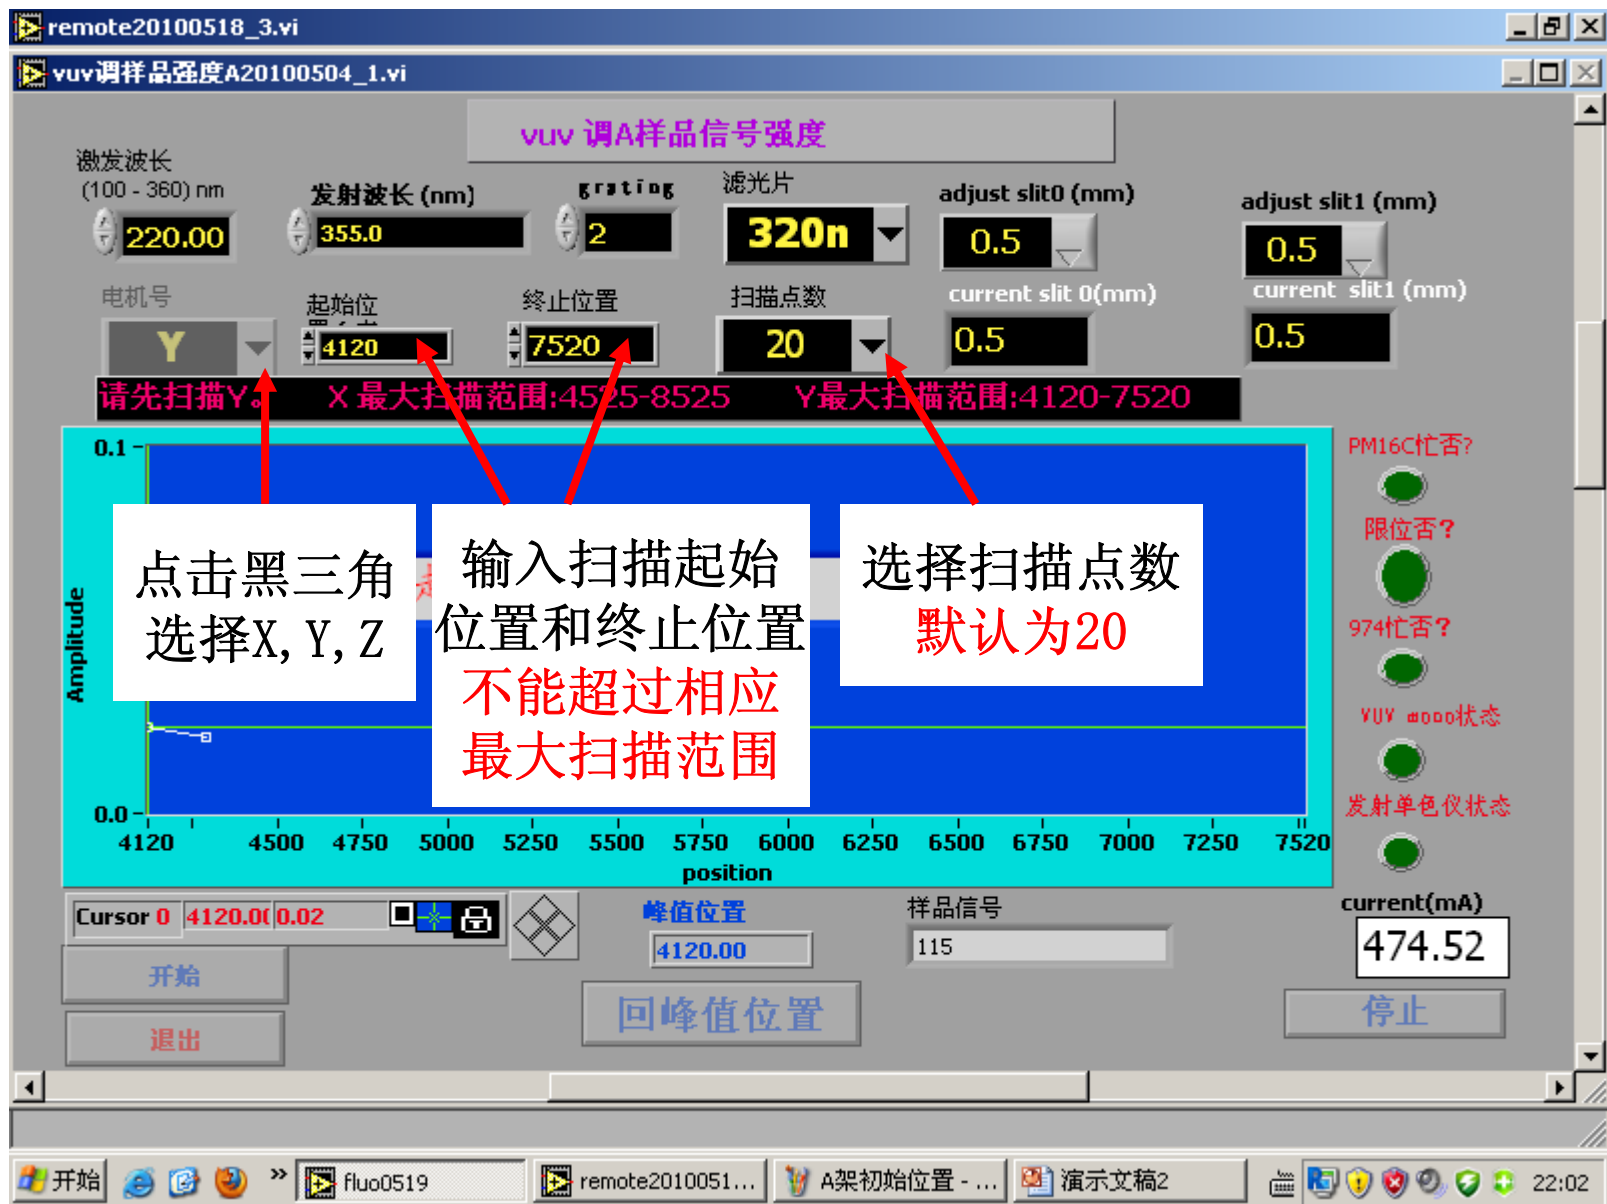 remote20100518_3.vi
vuv调样品强度A20100504_1.vi
vuv 调A样品信号强度
激发波长
(100 - 360) nm
220.00
发射波长 (nm)
355.0
grating
2
滤光片
320n
adjust slit0 (mm)
0.5
adjust slit1 (mm)
0.5
电机号
Y
起始位
4120
终止位置
7520
扫描点数
20
current slit 0(mm)
0.5
current slit1 (mm)
0.5
请先扫描Y。 X 最大扫描范围:4525-8525 Y最大扫描范围:4120-7520
0.1
Amplitude
0.0
4120 4500 4750 5000 5250 5500 5750 6000 6250 6500 6750 7000 7250 7520
position
点击黑三角
选择X,Y,Z
输入扫描起始
位置和终止位置
不能超过相应
最大扫描范围
选择扫描点数
默认为20
PM16C忙否?
限位否?
974忙否?
VUV mono状态
发射单色仪状态
Cursor 0 4120.0 0.02
峰值位置
4120.00
样品信号
115
current(mA)
474.52
开始
退出
回峰值位置
停止
开始
»
fluo0519
remote2010051...
A架初始位置 - ...
演示文稿2
22:02